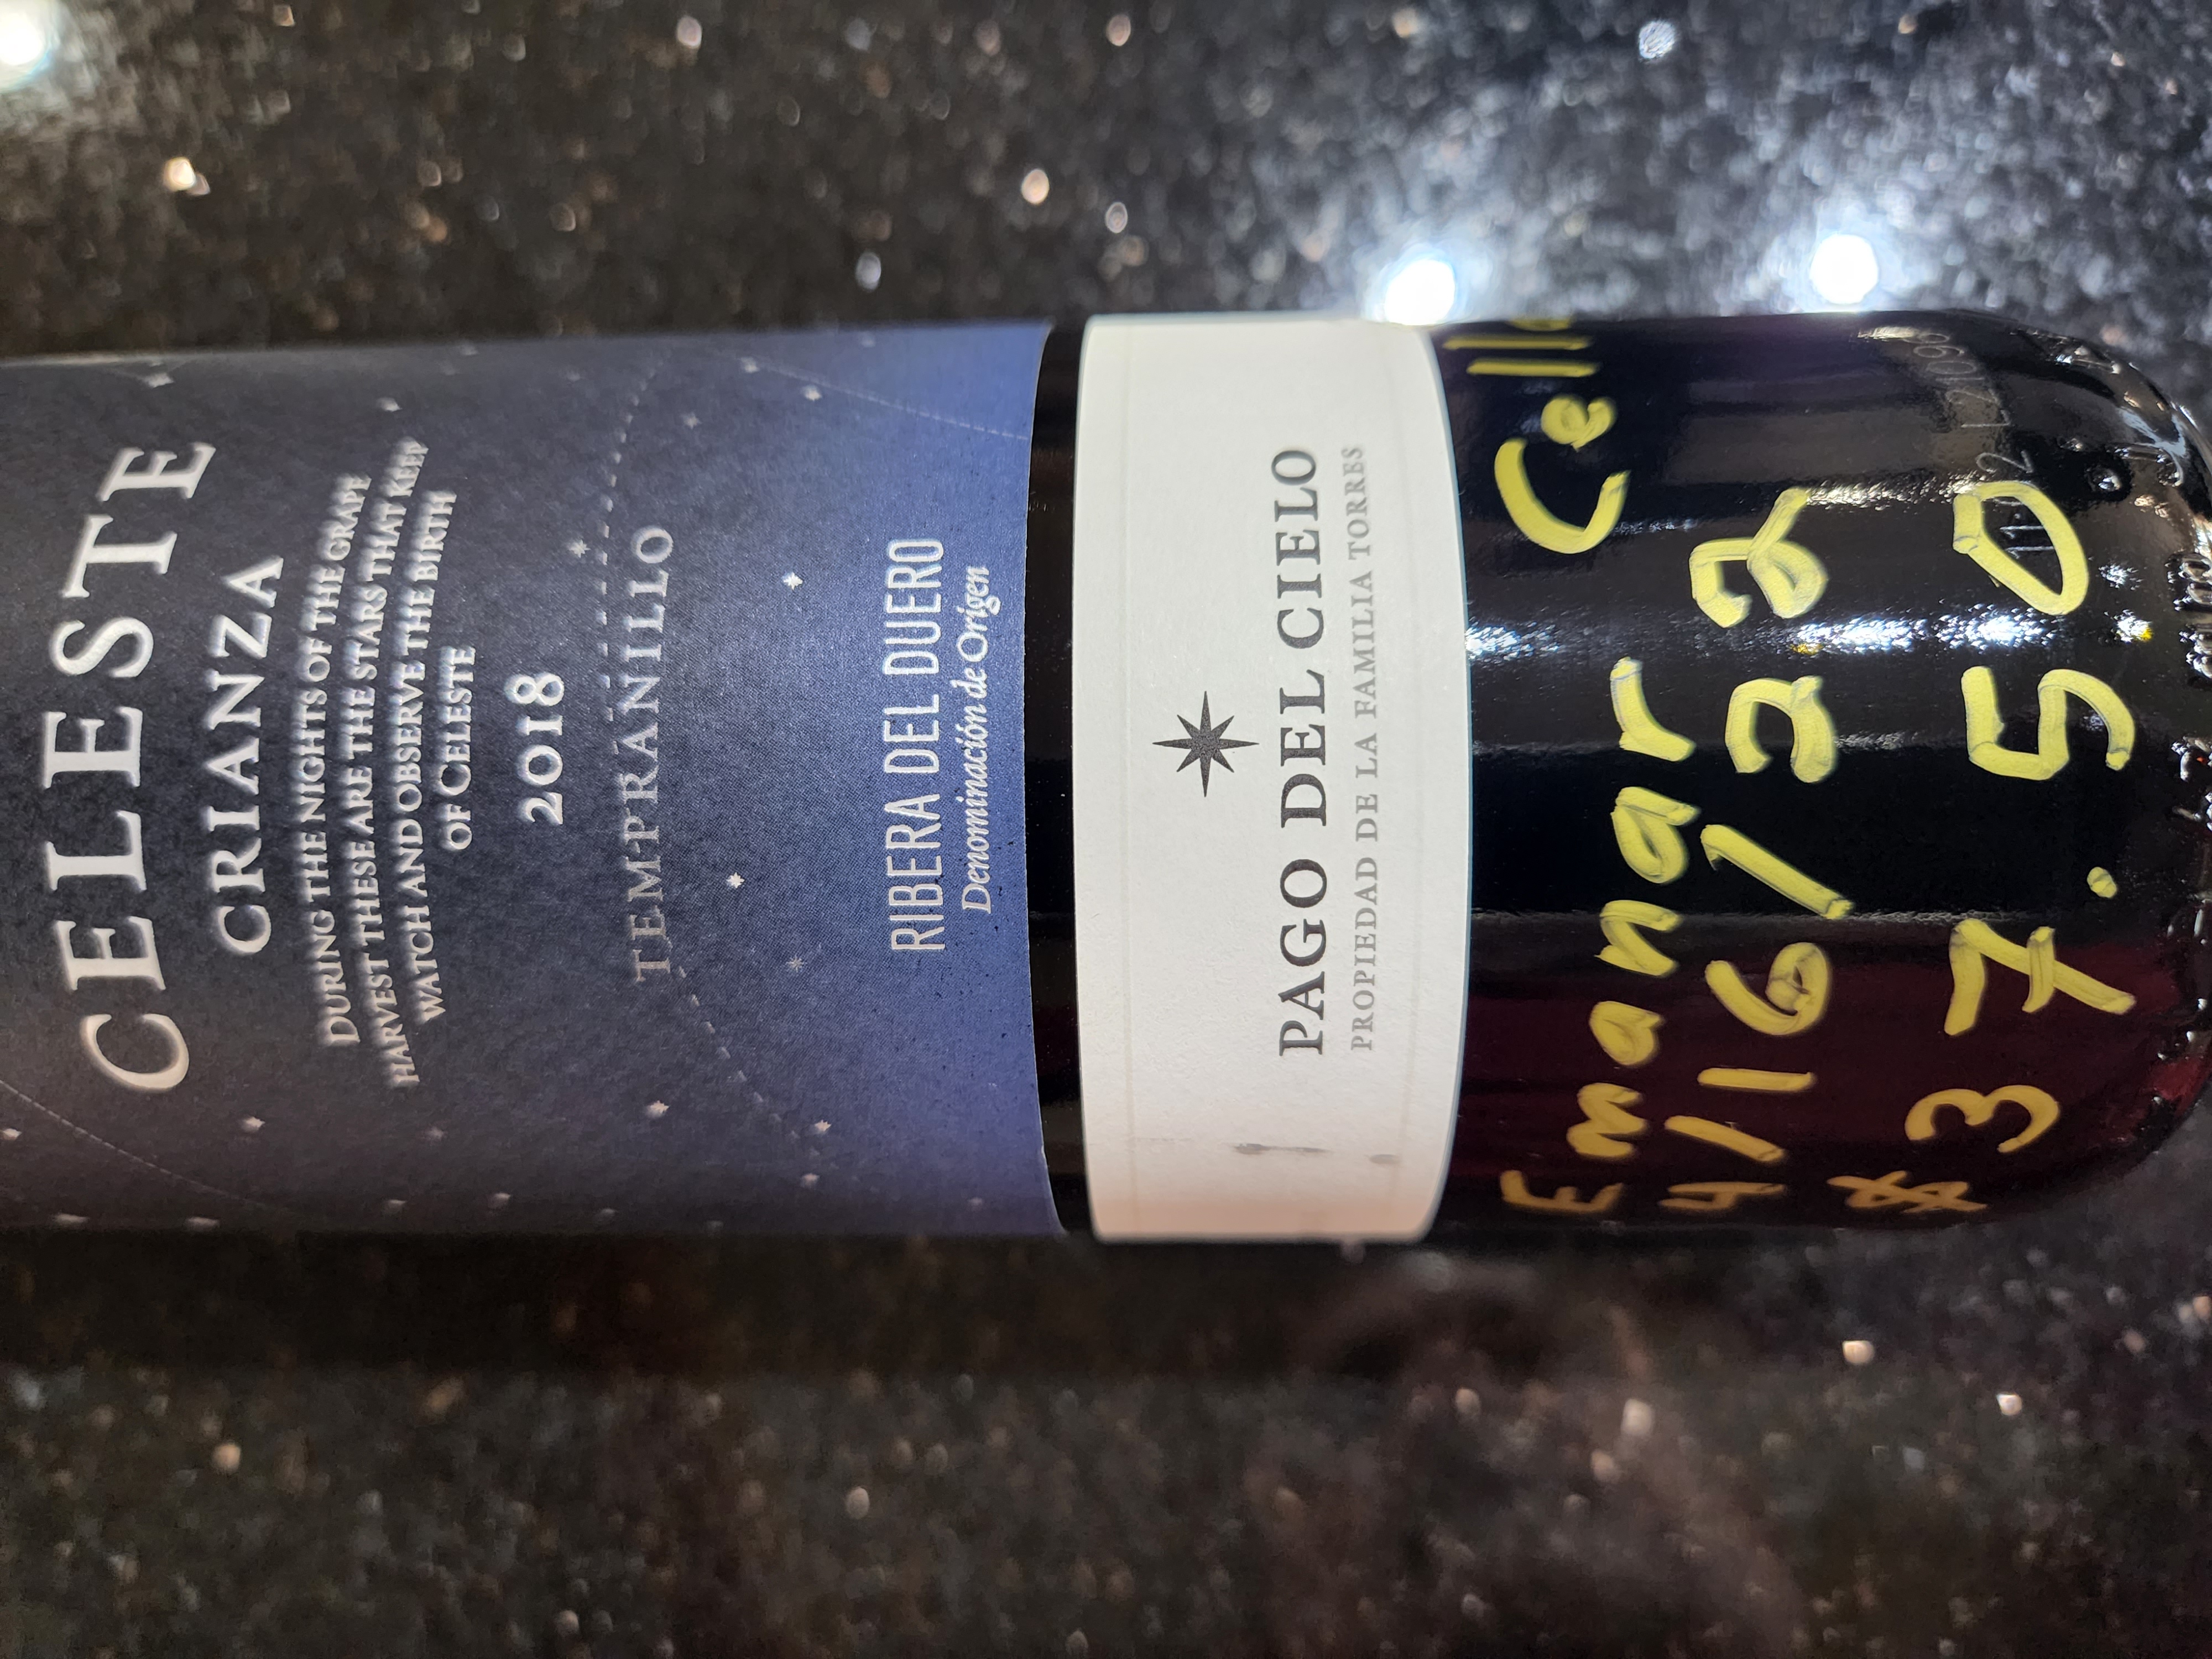 CELESTE
CRIANZA
DURING THE NIGHTS OF THE GRAPE
HARVEST THESE ARE THE STARS THAT KEEP
WATCH AND OBSERVE THE BIRTH
OF CELESTE
2018
TEMPRANILLO
RIBERA DEL DUERO
Denominación de Origen
PAGO DEL CIELO
PROPIEDAD DE LA FAMILIA TORRES
Emanar Cella
4/16/22
$37.50